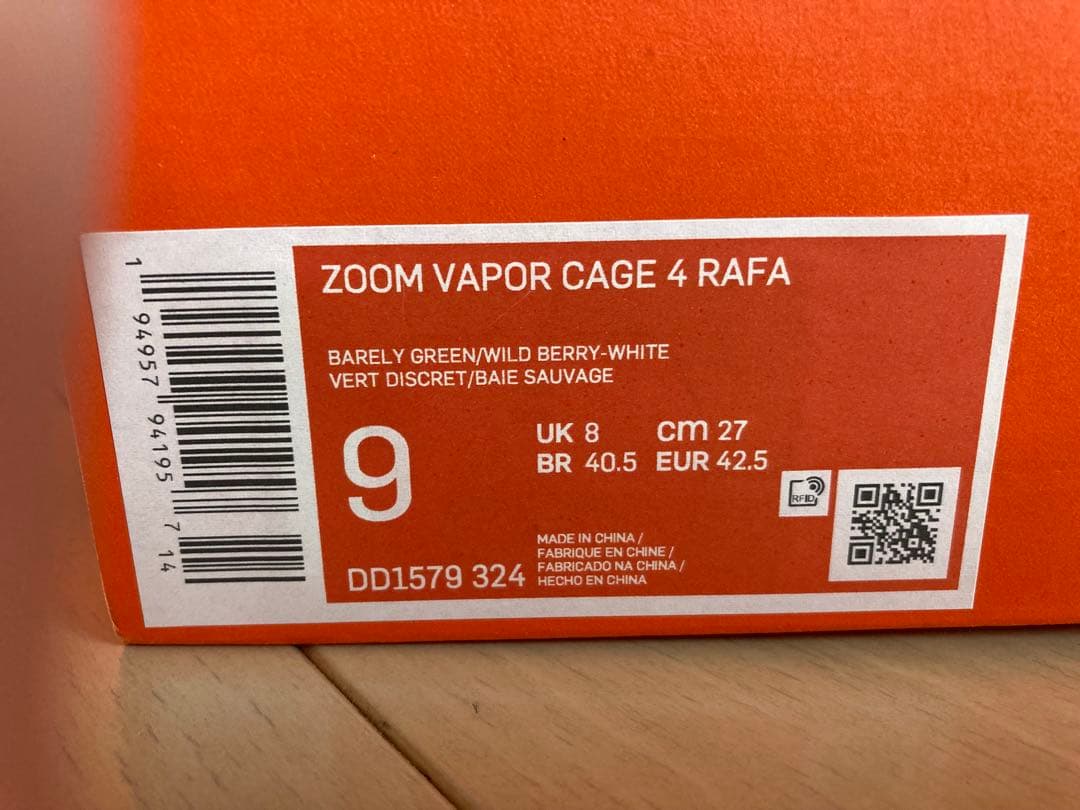 ZOOM VAPOR CAGE 4 RAFA
BARELY GREEN/WILD BERRY-WHITE
VERT DISCRET/BAIE SAUVAGE
9
UK 8 cm 27
BR 40.5 EUR 42.5
RFID
MADE IN CHINA /
FABRIQUE EN CHINE /
FABRICADO NA CHINA /
HECHO EN CHINA
DD1579 324
1 94957 94195 7 14